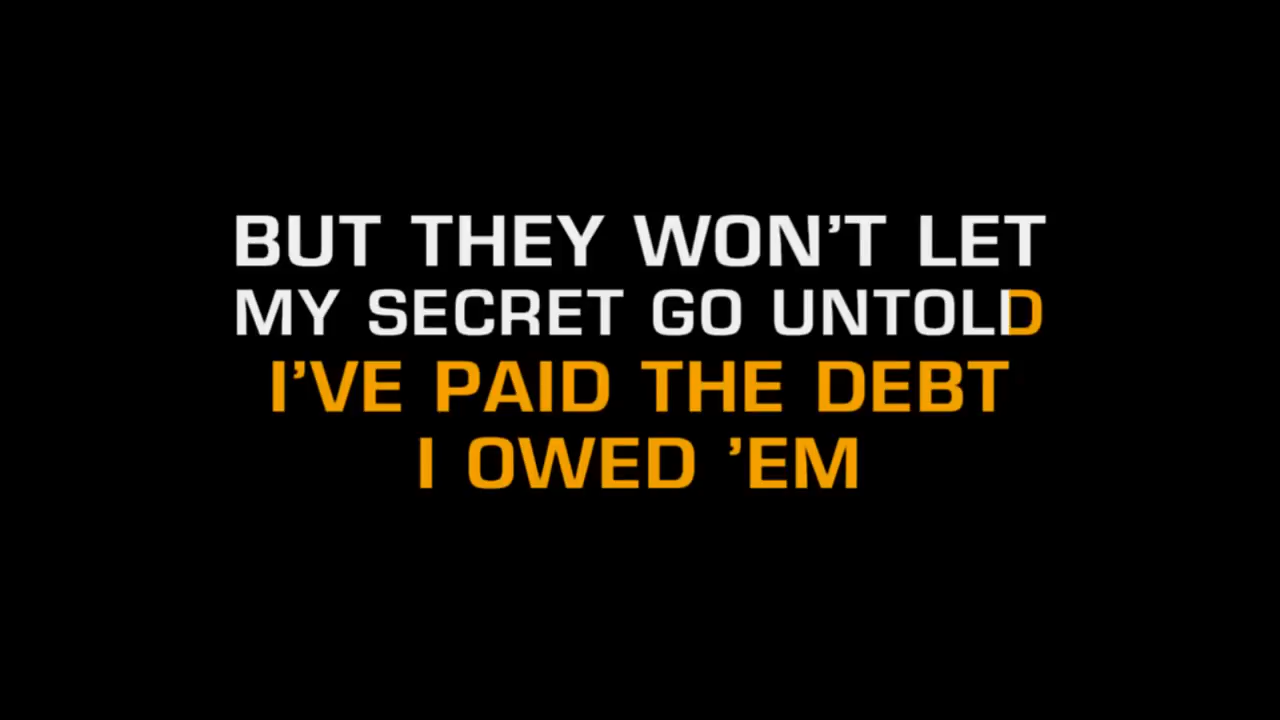 BUT THEY WON'T LET
MY SECRET GO UNTOLD
I'VE PAID THE DEBT
I OWED 'EM